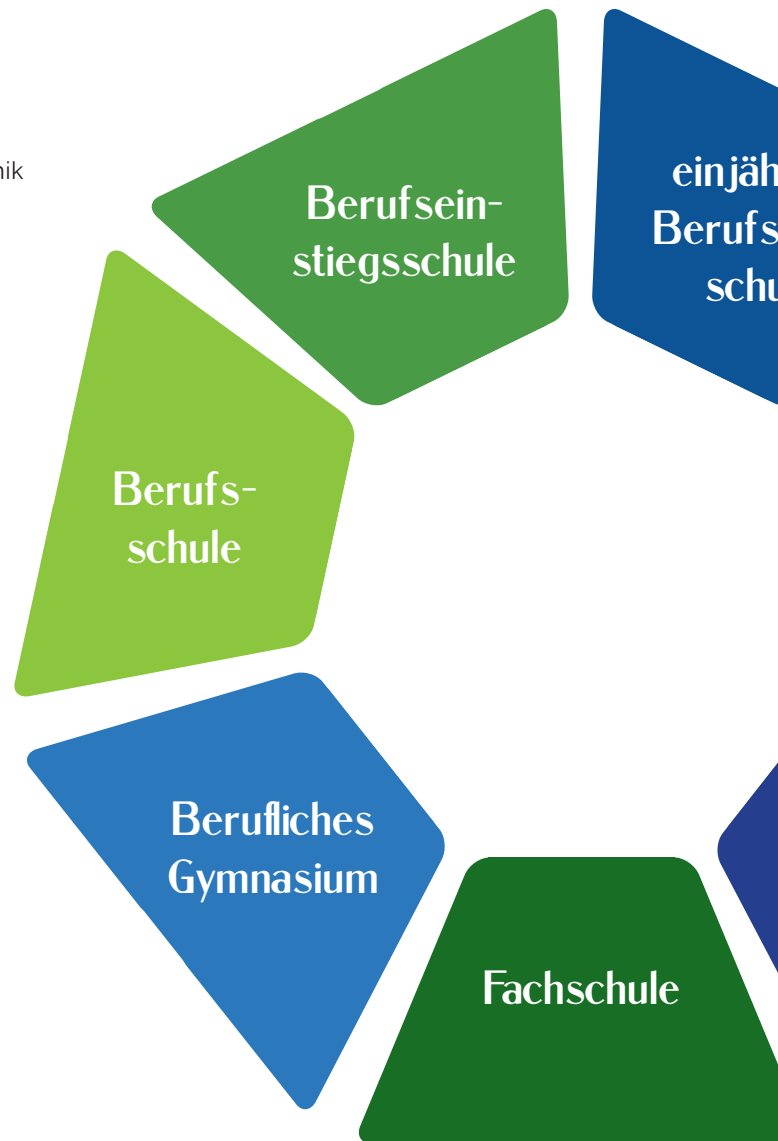 Berufsein-
stiegsschule
Berufs-
schule
Berufliches
Gymnasium
Fachschule